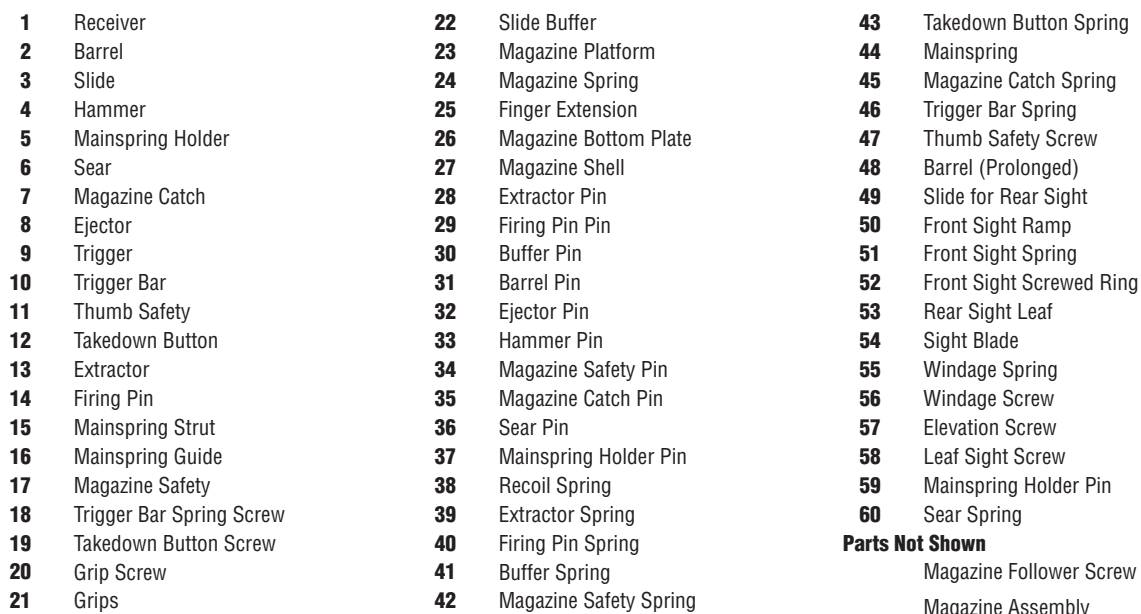 1 Receiver
2 Barrel
3 Slide
4 Hammer
5 Mainspring Holder
6 Sear
7 Magazine Catch
8 Ejector
9 Trigger
10 Trigger Bar
11 Thumb Safety
12 Takedown Button
13 Extractor
14 Firing Pin
15 Mainspring Strut
16 Mainspring Guide
17 Magazine Safety
18 Trigger Bar Spring Screw
19 Takedown Button Screw
20 Grip Screw
21 Grips
22 Slide Buffer
23 Magazine Platform
24 Magazine Spring
25 Finger Extension
26 Magazine Bottom Plate
27 Magazine Shell
28 Extractor Pin
29 Firing Pin Pin
30 Buffer Pin
31 Barrel Pin
32 Ejector Pin
33 Hammer Pin
34 Magazine Safety Pin
35 Magazine Catch Pin
36 Sear Pin
37 Mainspring Holder Pin
38 Recoil Spring
39 Extractor Spring
40 Firing Pin Spring
41 Buffer Spring
42 Magazine Safety Spring
43 Takedown Button Spring
44 Mainspring
45 Magazine Catch Spring
46 Trigger Bar Spring
47 Thumb Safety Screw
48 Barrel (Prolonged)
49 Slide for Rear Sight
50 Front Sight Ramp
51 Front Sight Spring
52 Front Sight Screwed Ring
53 Rear Sight Leaf
54 Sight Blade
55 Windage Spring
56 Windage Screw
57 Elevation Screw
58 Leaf Sight Screw
59 Mainspring Holder Pin
60 Sear Spring
Parts Not Shown
Magazine Follower Screw
Magazine Assembly